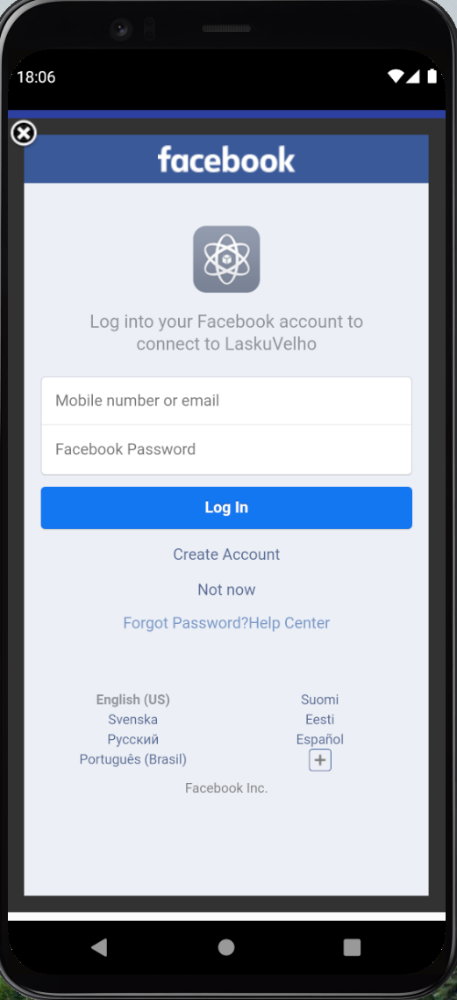 18:06
facebook
Log into your Facebook account to
connect to LaskuVelho
Mobile number or email
Facebook Password
Log In
Create Account
Not now
Forgot Password?Help Center
English (US)
Suomi
Svenska
Eesti
Русский
Español
Português (Brasil)
Facebook Inc.